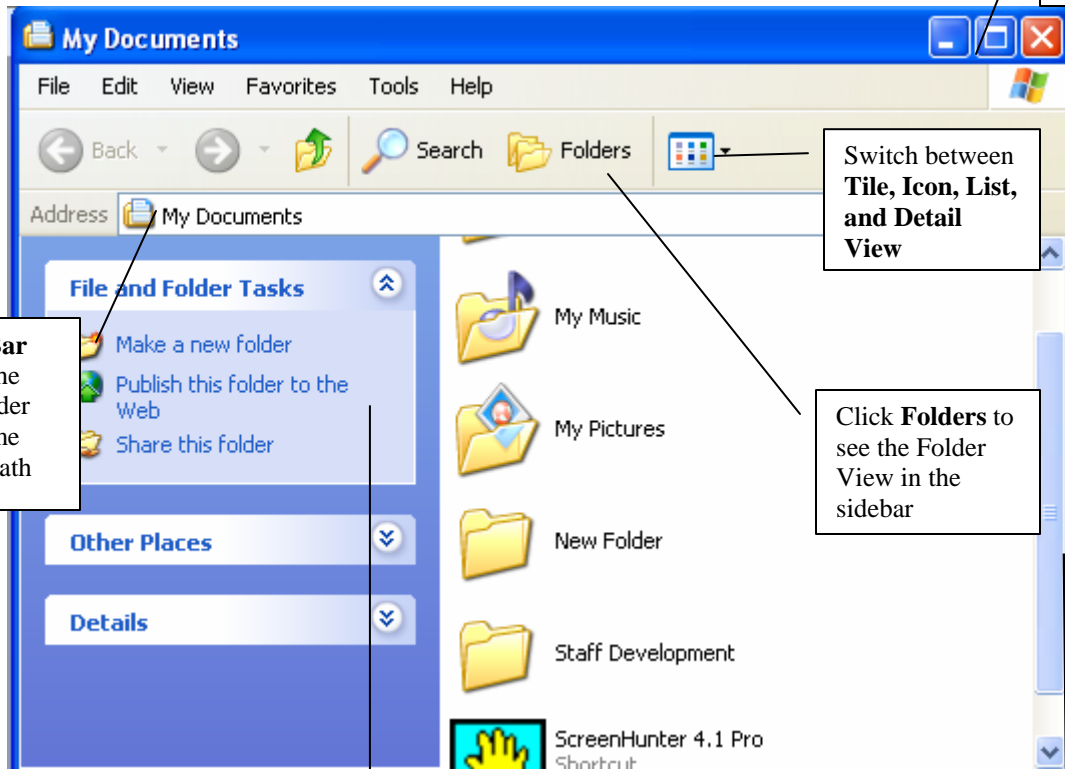 My Documents
File Edit View Favorites Tools Help
Back Search Folders
Switch between
Tile, Icon, List,
and Detail
View
Address My Documents
File and Folder Tasks
Make a new folder
Publish this folder to the
Web
Share this folder
Other Places
Details
My Music
My Pictures
New Folder
Staff Development
ScreenHunter 4.1 Pro
Shortcut
Click Folders to
see the Folder
View in the
sidebar